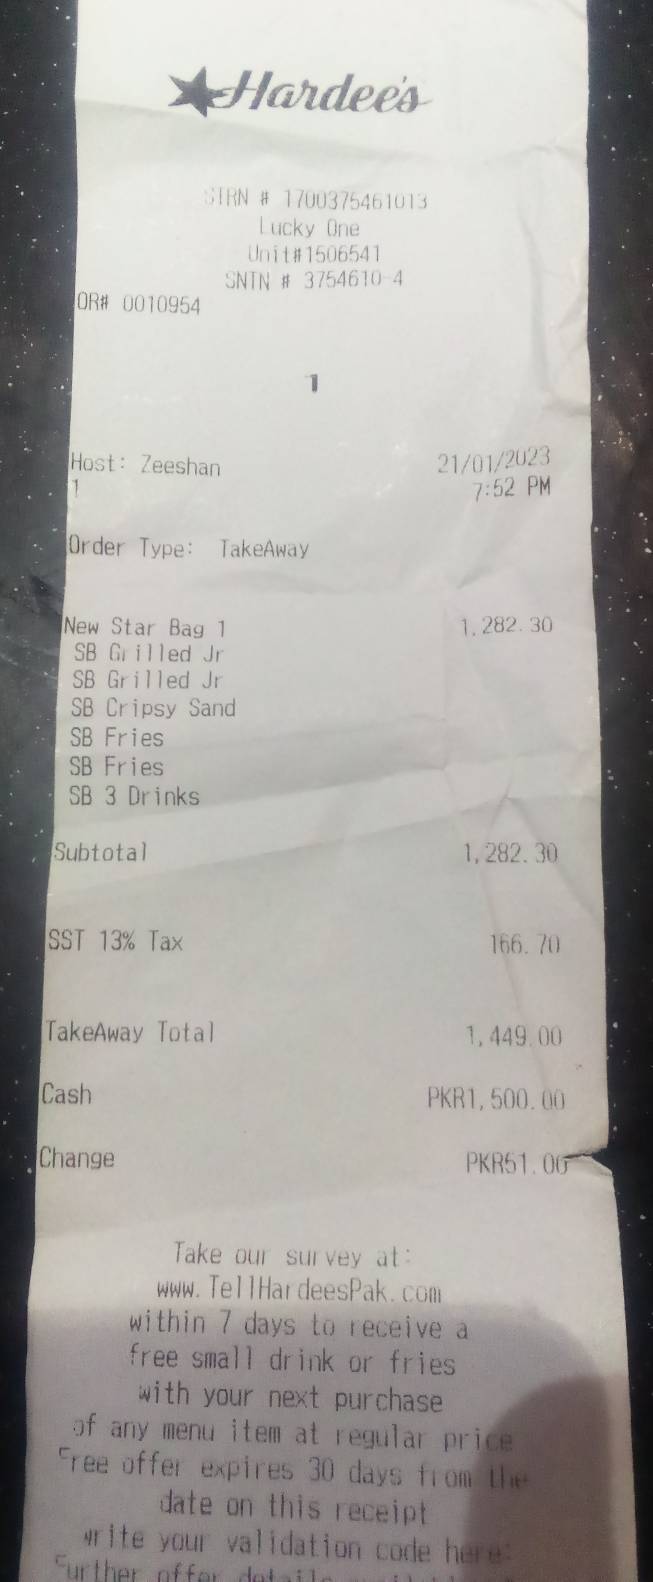 Hardee's
STRN # 1700375461013
Lucky One
Unit#1506541
SNTN # 3754610-4
OR# 0010954
1
Host: Zeeshan 21/01/2023
1 7:52 PM
Order Type: TakeAway
New Star Bag 1 1,282.30
SB Grilled Jr
SB Grilled Jr
SB Cripsy Sand
SB Fries
SB Fries
SB 3 Drinks
Subtotal 1,282.30
SST 13% Tax 166.70
TakeAway Total 1,449.00
Cash PKR1,500.00
Change PKR51.00
Take our survey at:
www.TellHardeesPak.com
within 7 days to receive a
free small drink or fries
with your next purchase
of any menu item at regular price
Free offer expires 30 days from the
date on this receipt
write your validation code here:
Further offer details